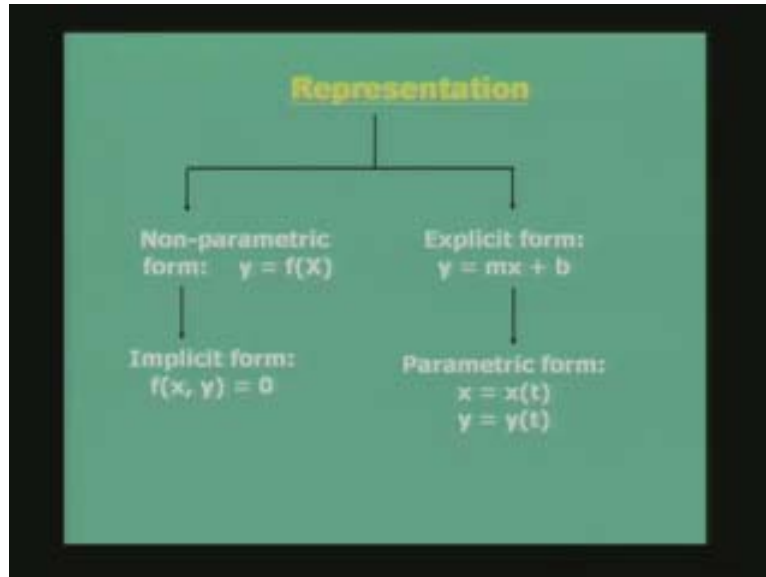 Representation
Non-parametric
form: y = f(X)
Explicit form:
y = mx + b
Implicit form:
f(x, y) = 0
Parametric form:
x = x(t)
y = y(t)